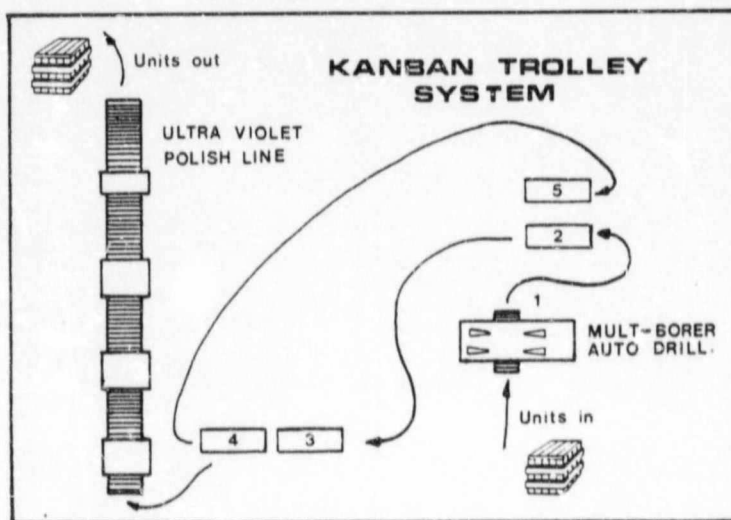 KANBAN TROLLEY
SYSTEM
Units out
ULTRA VIOLET
POLISH LINE
5
2
1
MULT-BORER
AUTO DRILL.
4
3
Units in